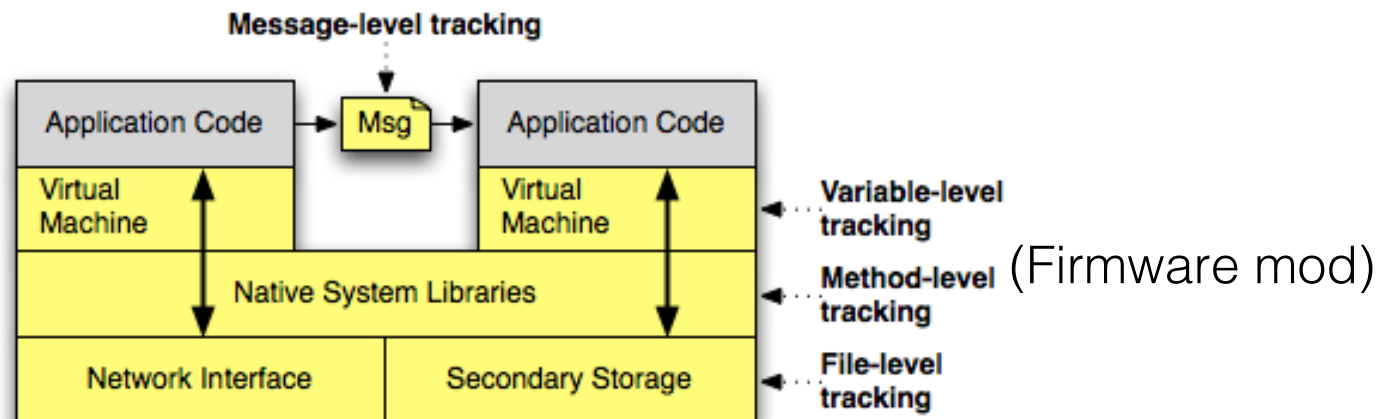 Message-level tracking
Application Code
Msg
Application Code
Virtual
Machine
Virtual
Machine
Variable-level
tracking
(Firmware mod)
Native System Libraries
Method-level
tracking
Network Interface
Secondary Storage
File-level
tracking